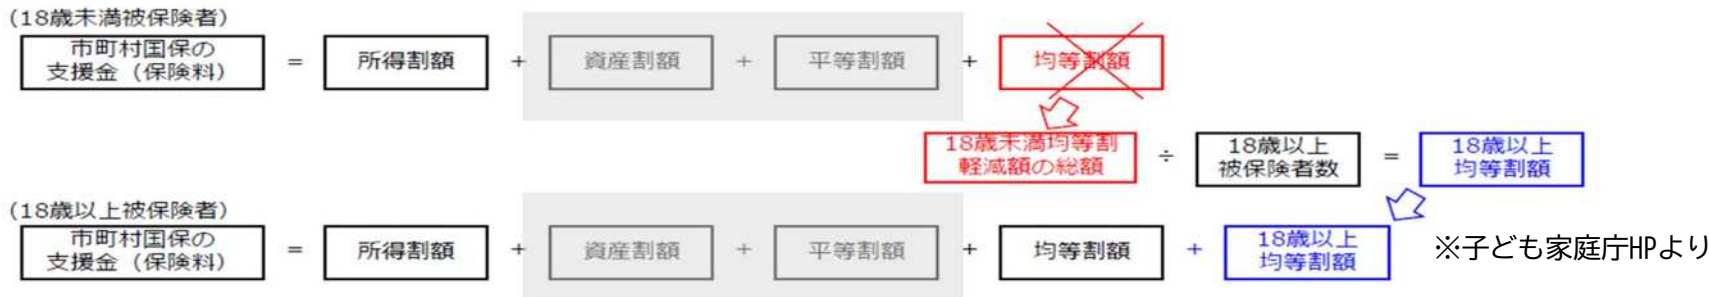 (18歳未満被保険者)
市町村国保の
支援金（保険料） = 所得割額 + 資産割額 + 平等割額 + 均等割額
18歳未満均等割
軽減額の総額 ÷ 18歳以上
被保険者数 = 18歳以上
均等割額
(18歳以上被保険者)
市町村国保の
支援金（保険料） = 所得割額 + 資産割額 + 平等割額 + 均等割額 + 18歳以上
均等割額
※子ども家庭庁HPより